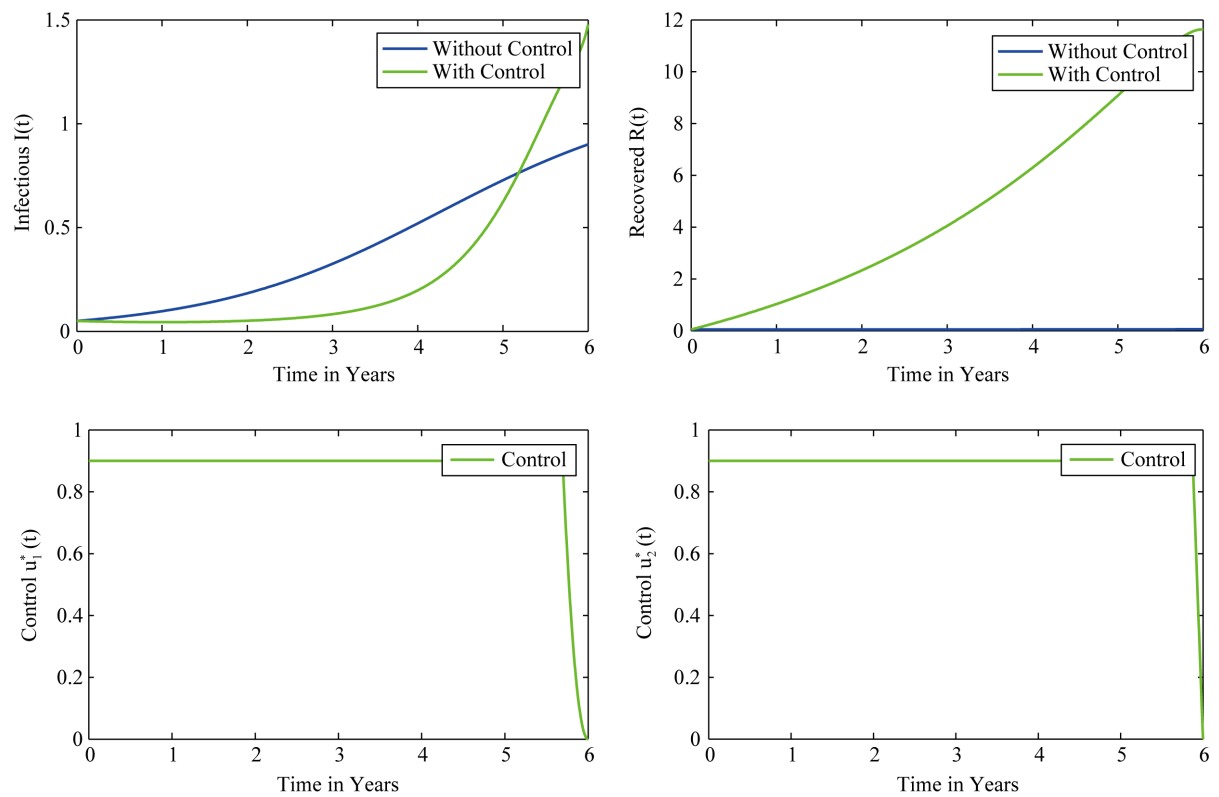 1.5
1
0.5
0
Infectious I(t)
Without Control
With Control
0 1 2 3 4 5 6
Time in Years
12
10
8
6
4
2
0
Recovered R(t)
Without Control
With Control
0 1 2 3 4 5 6
Time in Years
1
0.8
0.6
0.4
0.2
0
Control u₁*(t)
Control
0 1 2 3 4 5 6
Time in Years
1
0.8
0.6
0.4
0.2
0
Control u₂*(t)
Control
0 1 2 3 4 5 6
Time in Years